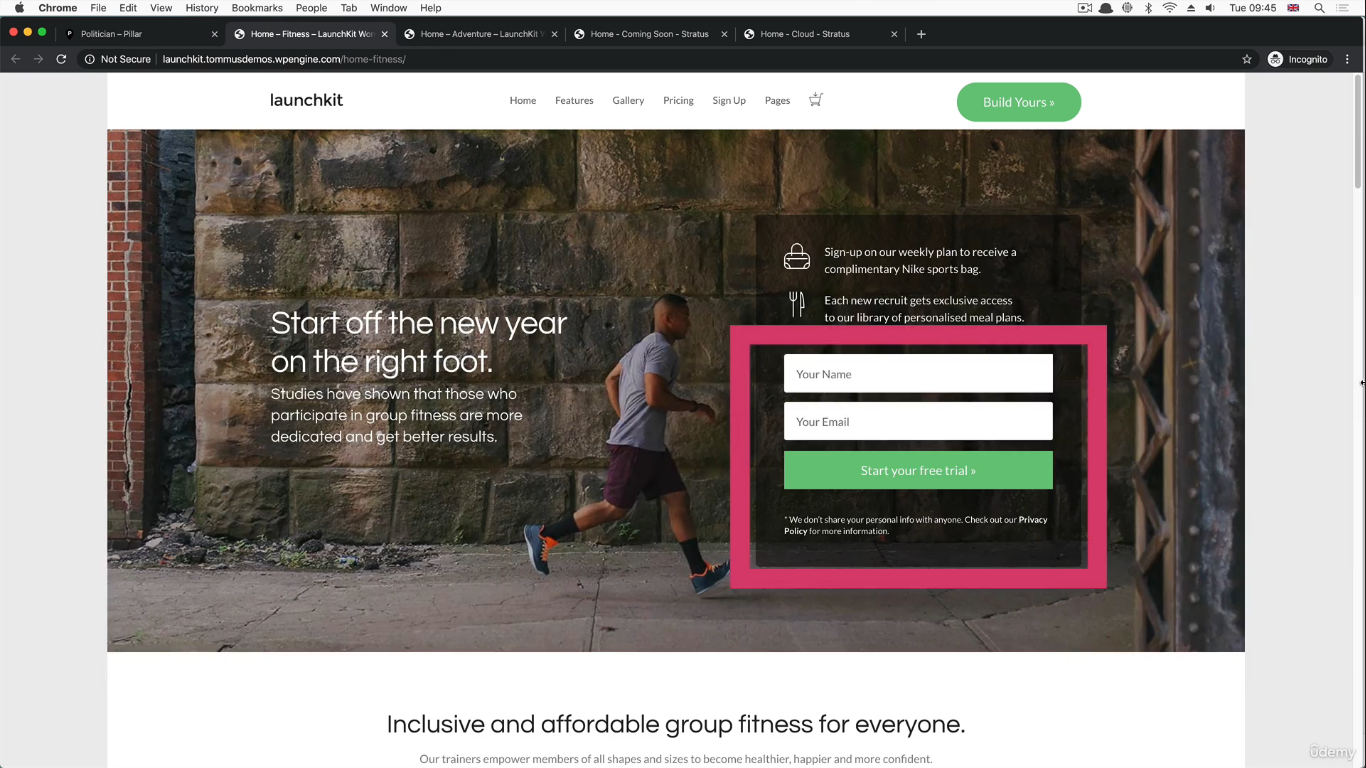 Chrome File Edit View History Bookmarks People Tab Window Help Tue 09:45
Politician – Pillar
Home – Fitness – LaunchKit Wor
Home – Adventure – LaunchKit W
Home - Coming Soon - Stratus
Home - Cloud - Stratus
Not Secure launchkit.tommusdemos.wpengine.com/home-fitness/ Incognito
launchkit Home Features Gallery Pricing Sign Up Pages Build Yours »
Sign-up on our weekly plan to receive a
complimentary Nike sports bag.
Each new recruit gets exclusive access
to our library of personalised meal plans.
Start off the new year
on the right foot.
Studies have shown that those who
participate in group fitness are more
dedicated and get better results.
Your Name
Your Email
Start your free trial »
* We don't share your personal info with anyone. Check out our Privacy
Policy for more information.
Inclusive and affordable group fitness for everyone.
Our trainers empower members of all shapes and sizes to become healthier, happier and more confident.
ûdemy